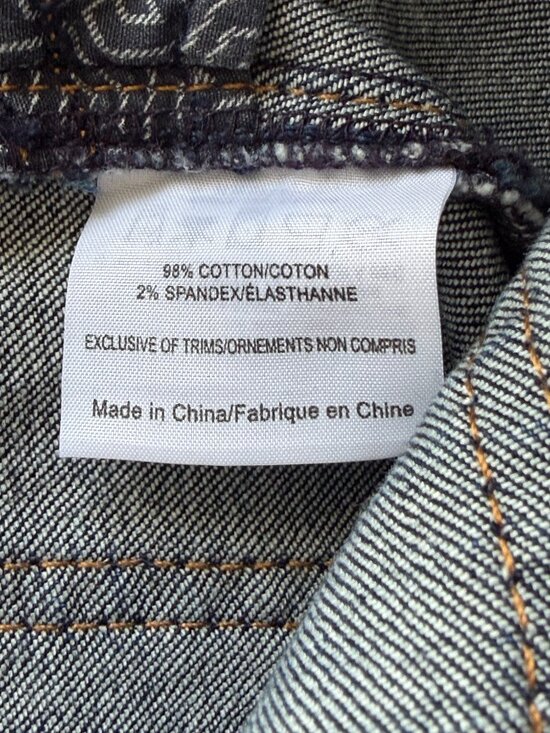 98% COTTON/COTON
2% SPANDEX/ÉLASTHANNE
EXCLUSIVE OF TRIMS/ORNEMENTS NON COMPRIS
Made in China/Fabrique en Chine